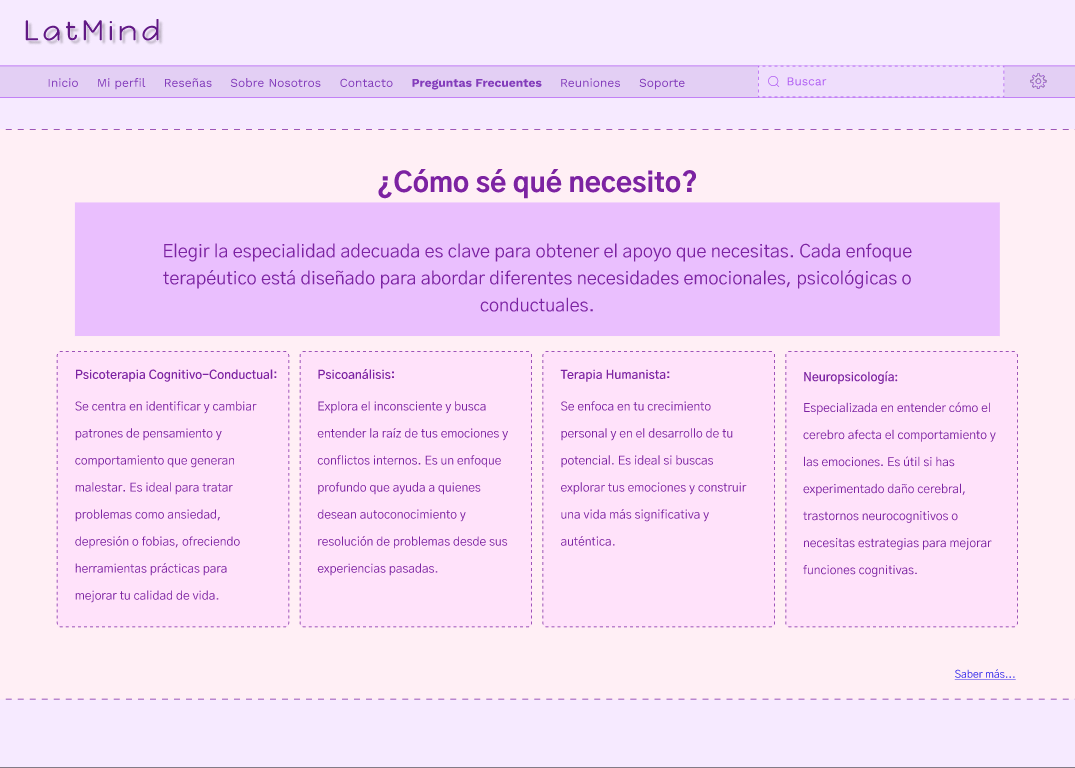 LatMind
Inicio Mi perfil Reseñas Sobre Nosotros Contacto Preguntas Frecuentes Reuniones Soporte Buscar
¿Cómo sé qué necesito?
Elegir la especialidad adecuada es clave para obtener el apoyo que necesitas. Cada enfoque
terapéutico está diseñado para abordar diferentes necesidades emocionales, psicológicas o
conductuales.
Psicoterapia Cognitivo-Conductual:
Se centra en identificar y cambiar
patrones de pensamiento y
comportamiento que generan
malestar. Es ideal para tratar
problemas como ansiedad,
depresión o fobias, ofreciendo
herramientas prácticas para
mejorar tu calidad de vida.
Psicoanálisis:
Explora el inconsciente y busca
entender la raíz de tus emociones y
conflictos internos. Es un enfoque
profundo que ayuda a quienes
desean autoconocimiento y
resolución de problemas desde sus
experiencias pasadas.
Terapia Humanista:
Se enfoca en tu crecimiento
personal y en el desarrollo de tu
potencial. Es ideal si buscas
explorar tus emociones y construir
una vida más significativa y
auténtica.
Neuropsicología:
Especializada en entender cómo el
cerebro afecta el comportamiento y
las emociones. Es útil si has
experimentado daño cerebral,
trastornos neurocognitivos o
necesitas estrategias para mejorar
funciones cognitivas.
Saber más...